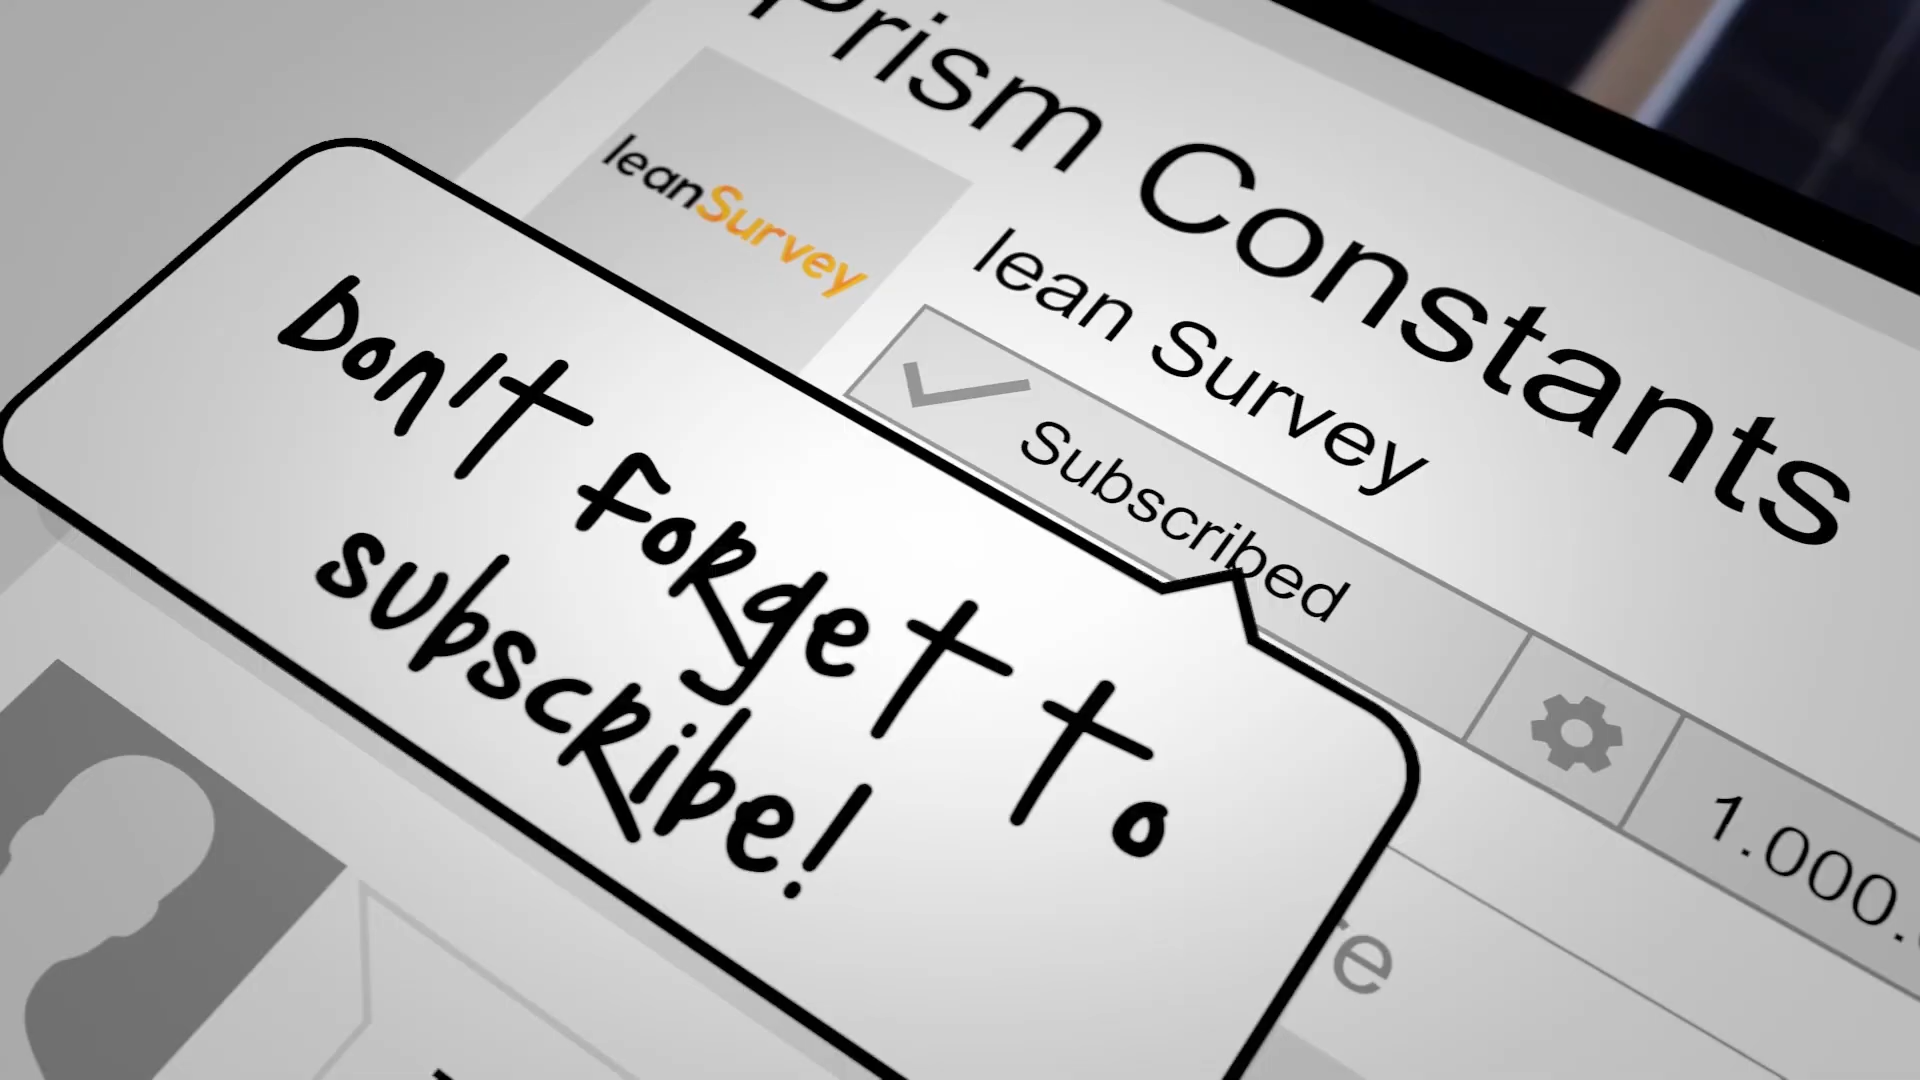 Prism Constants
leanSurvey
lean Survey
Subscribed
1.000.
Don't forget to
subscribe!